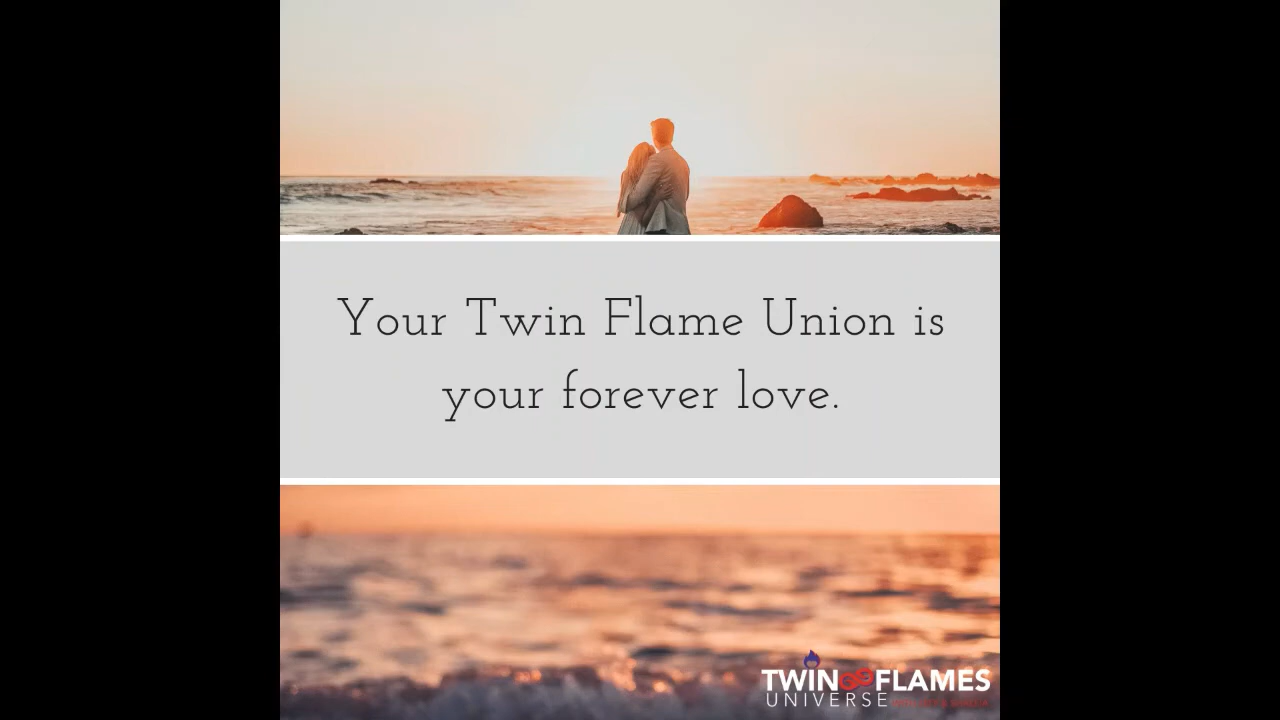 Your Twin Flame Union is
your forever love.
TWIN FLAMES
UNIVERSE